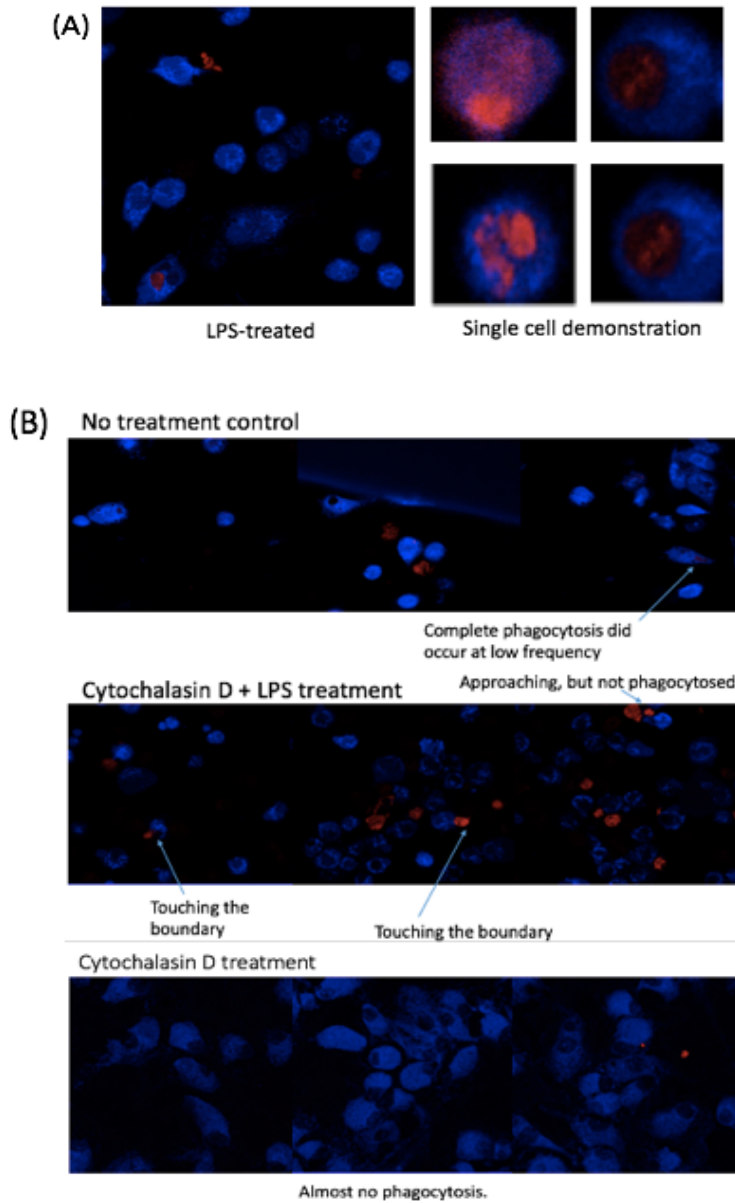 (A)
LPS-treated
Single cell demonstration
(B)
No treatment control
Complete phagocytosis did
occur at low frequency
Cytochalasin D + LPS treatment
Approaching, but not phagocytosed
Touching the
boundary
Touching the boundary
Cytochalasin D treatment
Almost no phagocytosis.